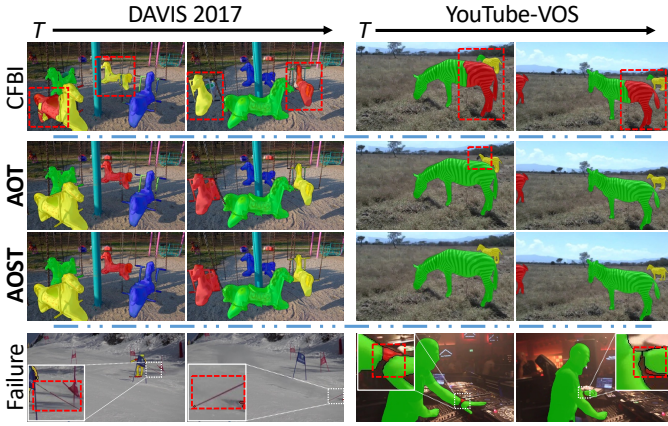 DAVIS 2017
YouTube-VOS
T
T
CFBI
AOT
AOST
Failure